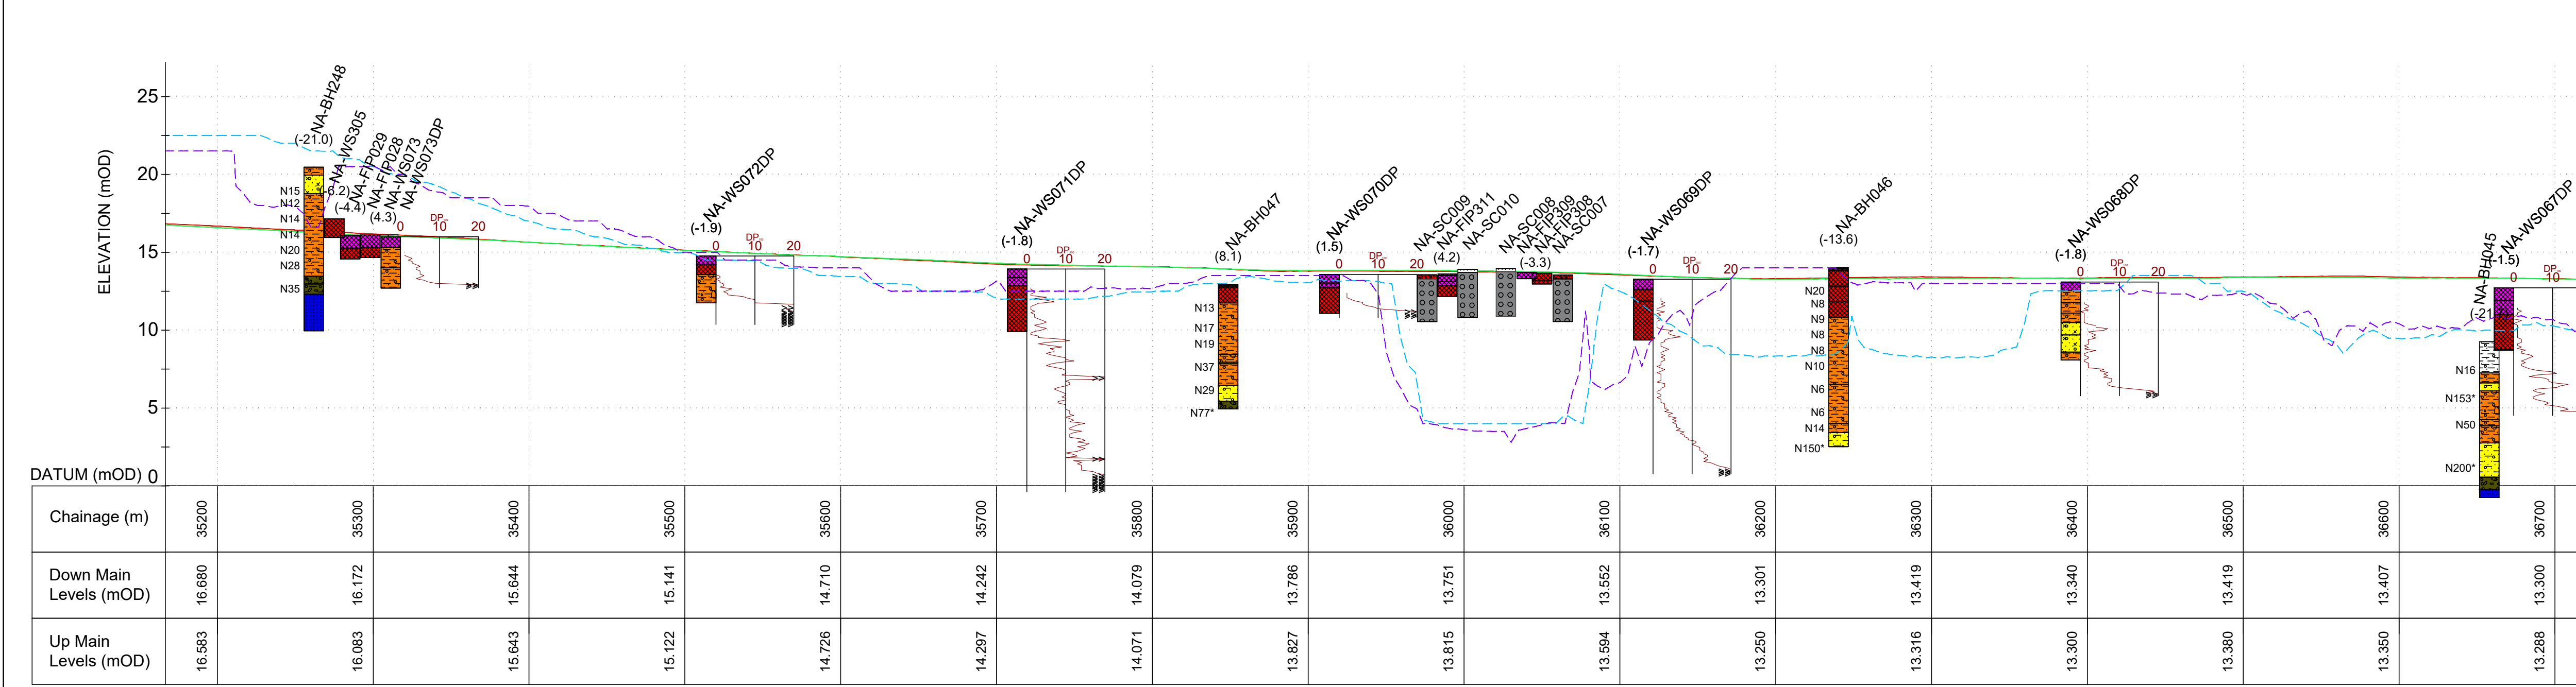 25
20
15
10
5
0
ELEVATION (mOD)
DATUM (mOD)
NA-BH248
(-21.0)
N15
N12
N14
N14
N20
N28
N35
NA-WS305
(-6.2)
NA-FIP029
(-4.4)
NA-FIP028
NA-WS073
(4.3)
NA-WS073DP
0 10 20
DP_
NA-WS072DP
(-1.9)
0 10 20
DP_
NA-WS071DP
(-1.8)
0 10 20
DP_
NA-BH047
(8.1)
N13
N17
N19
N37
N29
N77*
NA-WS070DP
(1.5)
0 10 20
DP_
NA-SC009
NA-FIP311
(4.2)
NA-SC010
NA-SC008
NA-FIP309
(-3.3)
NA-FIP308
NA-SC007
NA-WS069DP
(-1.7)
0 10 20
DP_
NA-BH046
(-13.6)
N20
N8
N9
N8
N8
N10
N6
N6
N14
N150*
NA-WS068DP
(-1.8)
0 10 20
DP_
NA-BH045
(-21
N16
N153*
N50
N200*
NA-WS067DP
(-1.5)
0 10
DP_
Chainage (m) 35200 35300 35400 35500 35600 35700 35800 35900 36000 36100 36200 36300 36400 36500 36600 36700
Down Main
Levels (mOD) 16.680 16.172 15.644 15.141 14.710 14.242 14.079 13.786 13.751 13.552 13.301 13.419 13.340 13.419 13.407 13.300
Up Main
Levels (mOD) 16.583 16.083 15.643 15.122 14.726 14.297 14.071 13.827 13.815 13.594 13.250 13.316 13.300 13.380 13.350 13.288